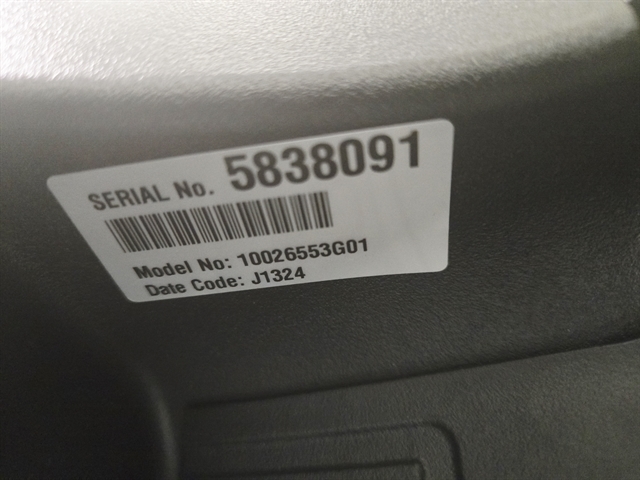 SERIAL No. 5838091
Model No: 10026553G01
Date Code: J1324